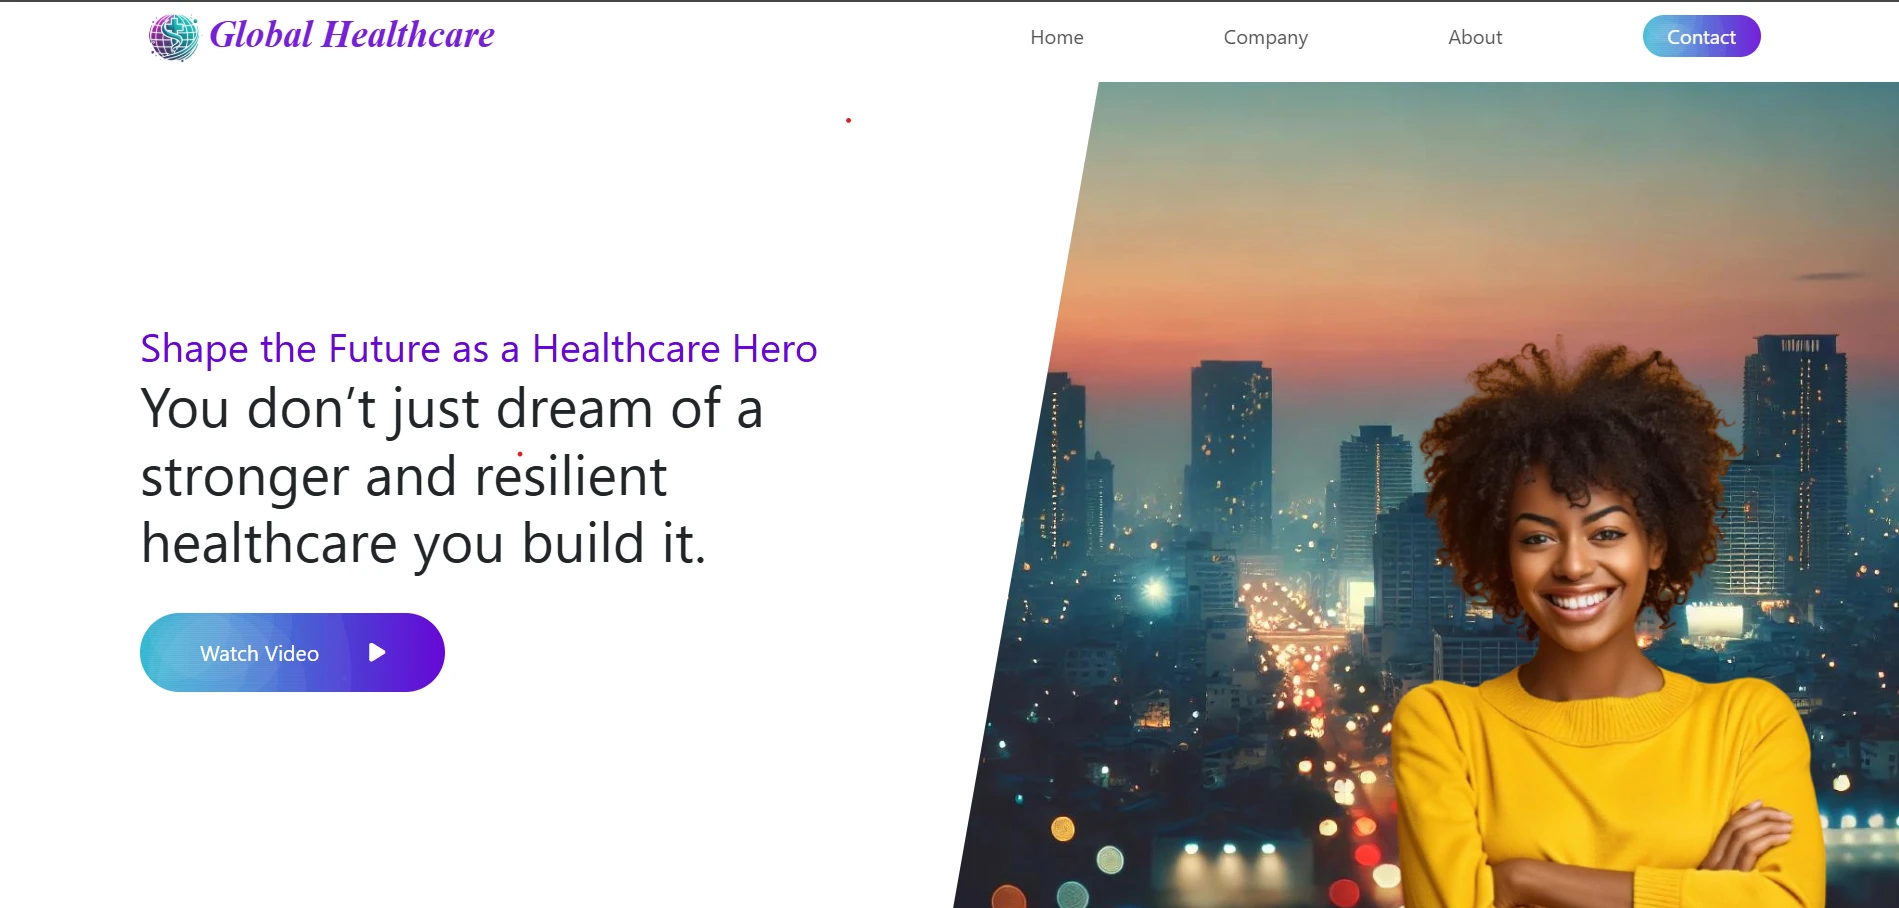 Global Healthcare
Home
Company
About
Contact
Shape the Future as a Healthcare Hero
You don’t just dream of a
stronger and resilient
healthcare you build it.
Watch Video